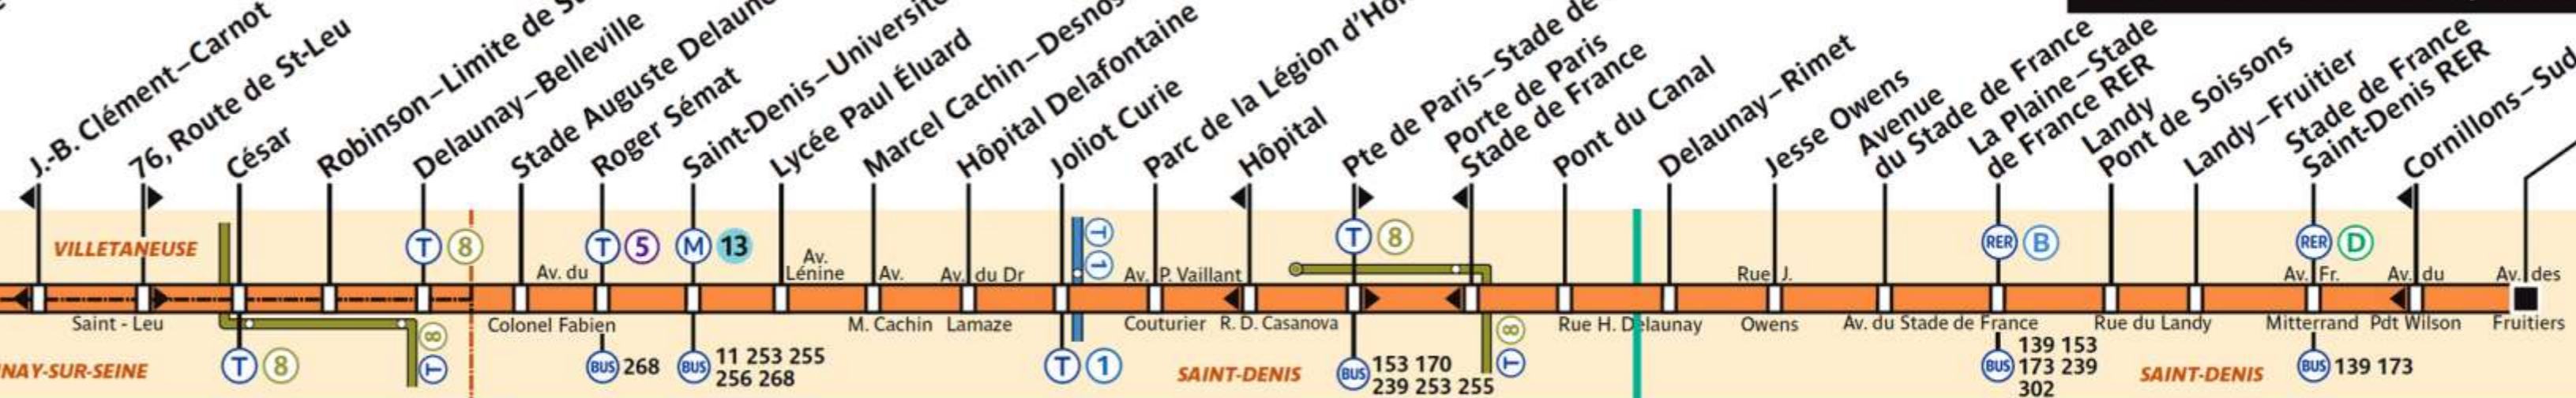 J.-B. Clément–Carnot
76, Route de St-Leu
César
Robinson–Limite de
Delaunay–Belleville
Stade Auguste
Roger Sémat
Saint-Denis–Université
Lycée Paul Éluard
Marcel Cachin–Desnos
Hôpital Delafontaine
Joliot Curie
Parc de la Légion
Hôpital
Pte de Paris–Stade de
Porte de Paris
Stade de France
Pont du Canal
Delaunay–Rimet
Jesse Owens
Avenue
du Stade de France
La Plaine–Stade
de France RER
Landy
Pont de Soissons
Landy–Fruitier
Stade de France
Saint-Denis RER
Cornillons–Sud
VILLETANEUSE
T 8
T 5
M 13
T 1
T 8
RER B
RER D
Av. du
Av.
Lénine
Av.
Av. du Dr
Av. P. Vaillant
Rue J.
Av. Fr.
Av. du
Av. des
Saint - Leu
Colonel Fabien
M. Cachin
Lamaze
Couturier
R. D. Casanova
Rue H. Delaunay
Owens
Av. du Stade de France
Rue du Landy
Mitterrand
Pdt Wilson
Fruitiers
NAY-SUR-SEINE
T 8
T 8
BUS 268
BUS 11 253 255
256 268
T 1
SAINT-DENIS
BUS 153 170
239 253 255
T 8
BUS 139 153
173 239
302
SAINT-DENIS
BUS 139 173